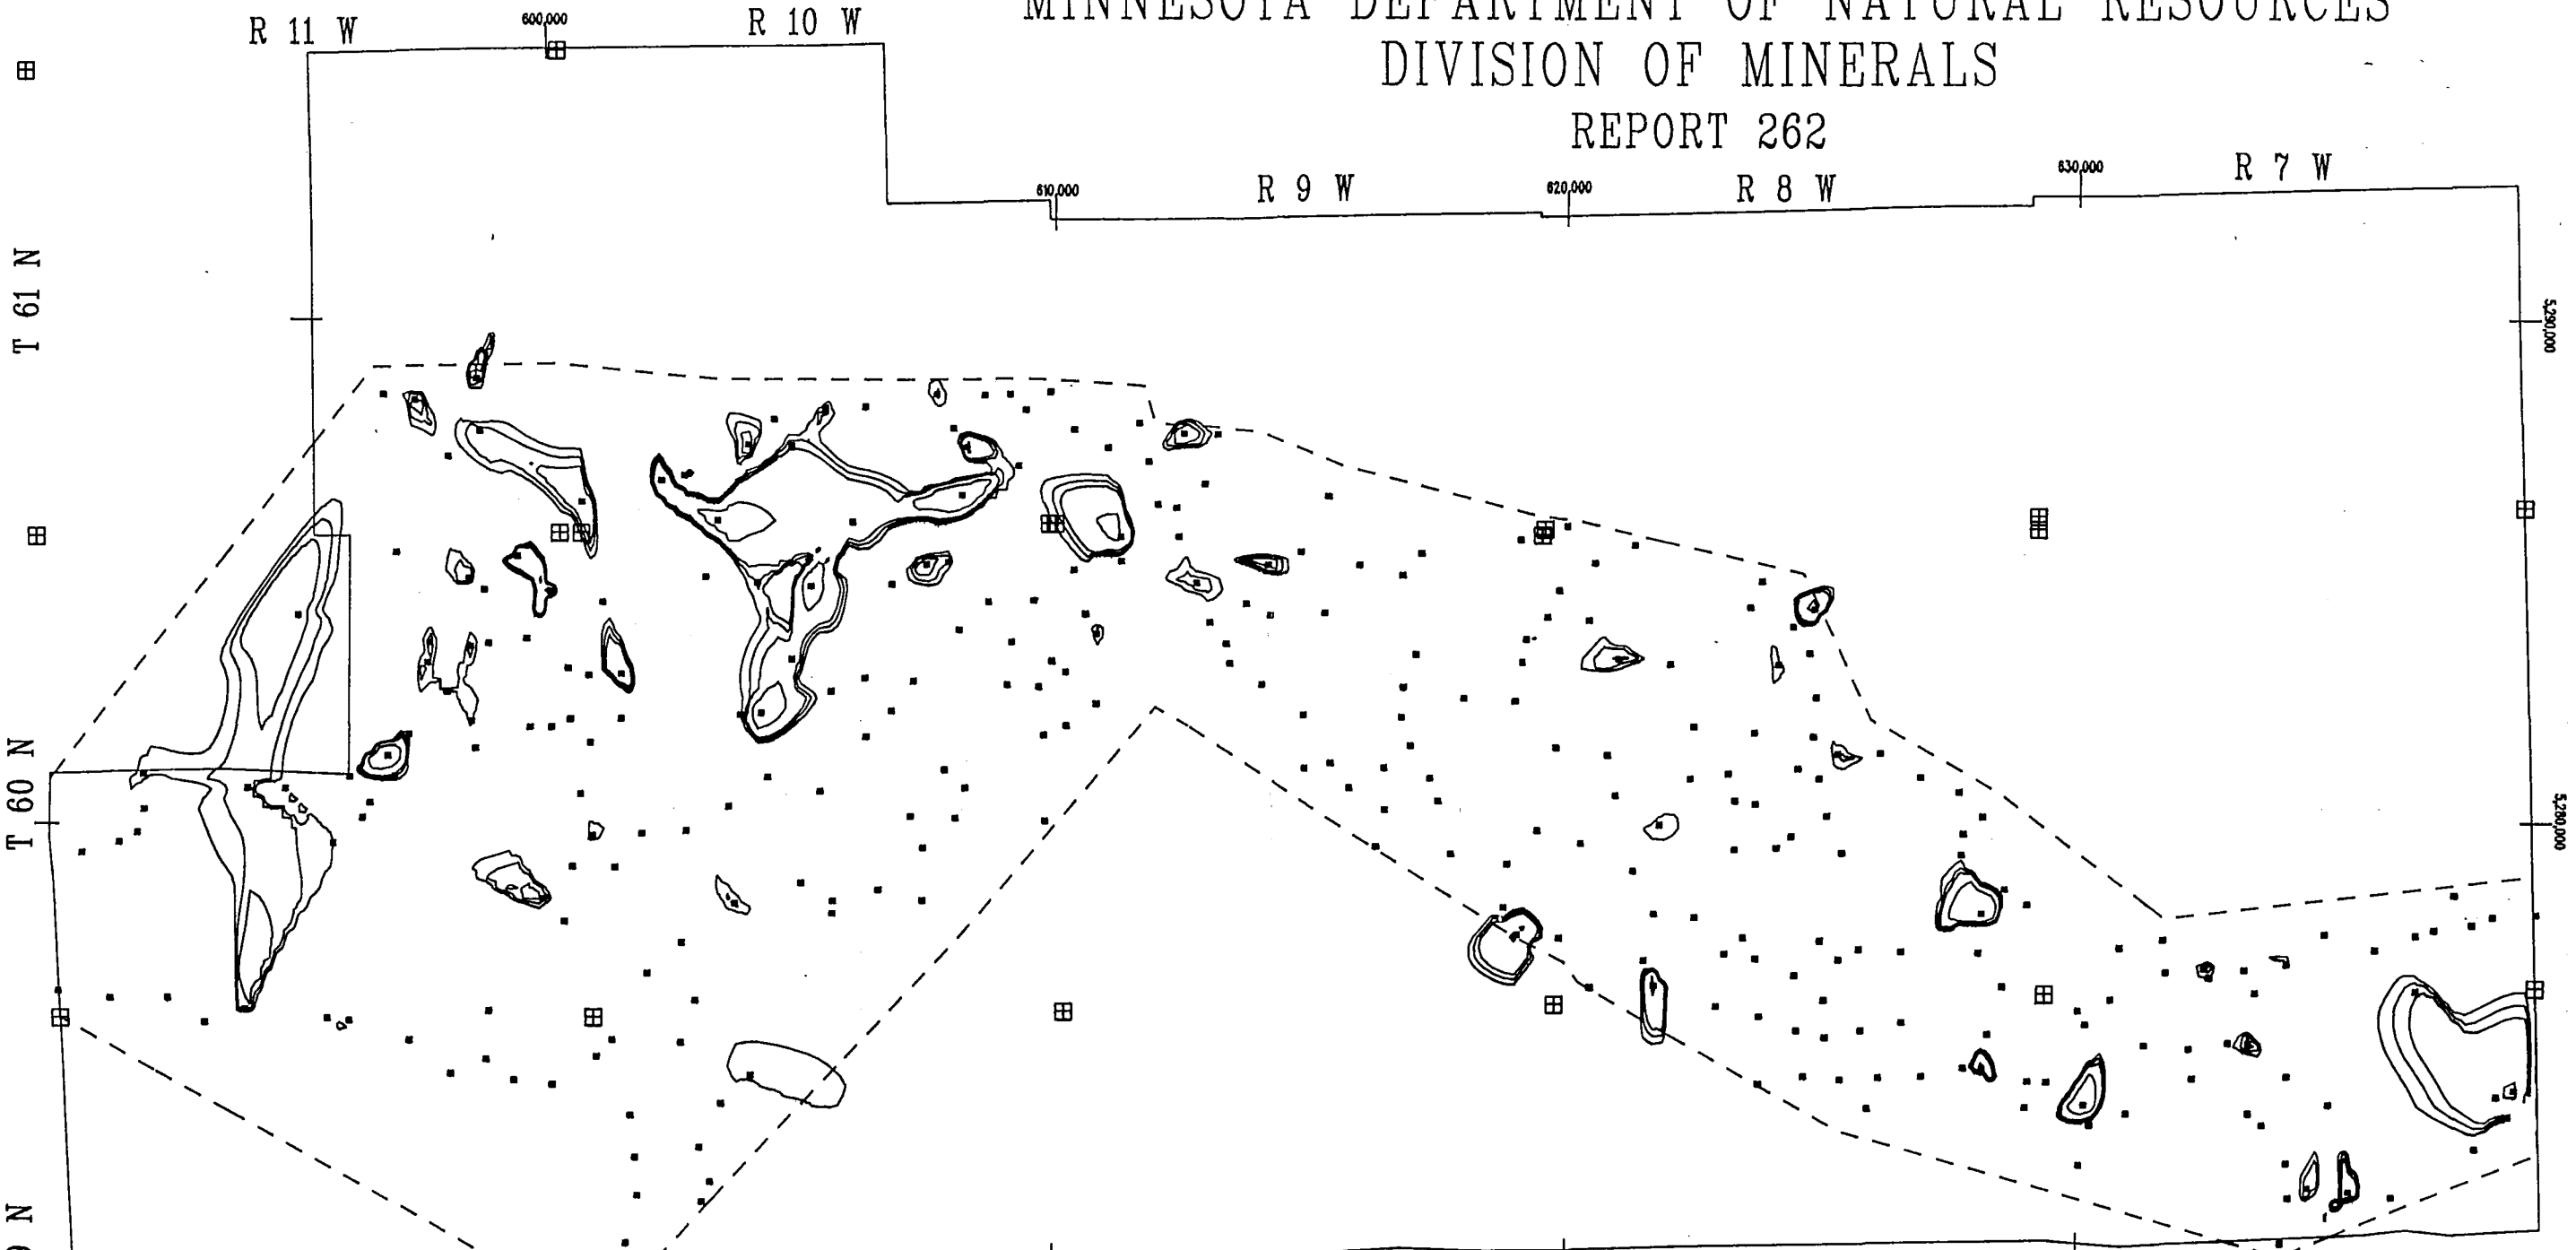 MINNESOTA DEPARTMENT OF NATURAL RESOURCES
DIVISION OF MINERALS
REPORT 262
R 11 W
600,000
R 10 W
610,000
R 9 W
620,000
R 8 W
630,000
R 7 W
T 61 N
5,290,000
T 60 N
5,280,000
N